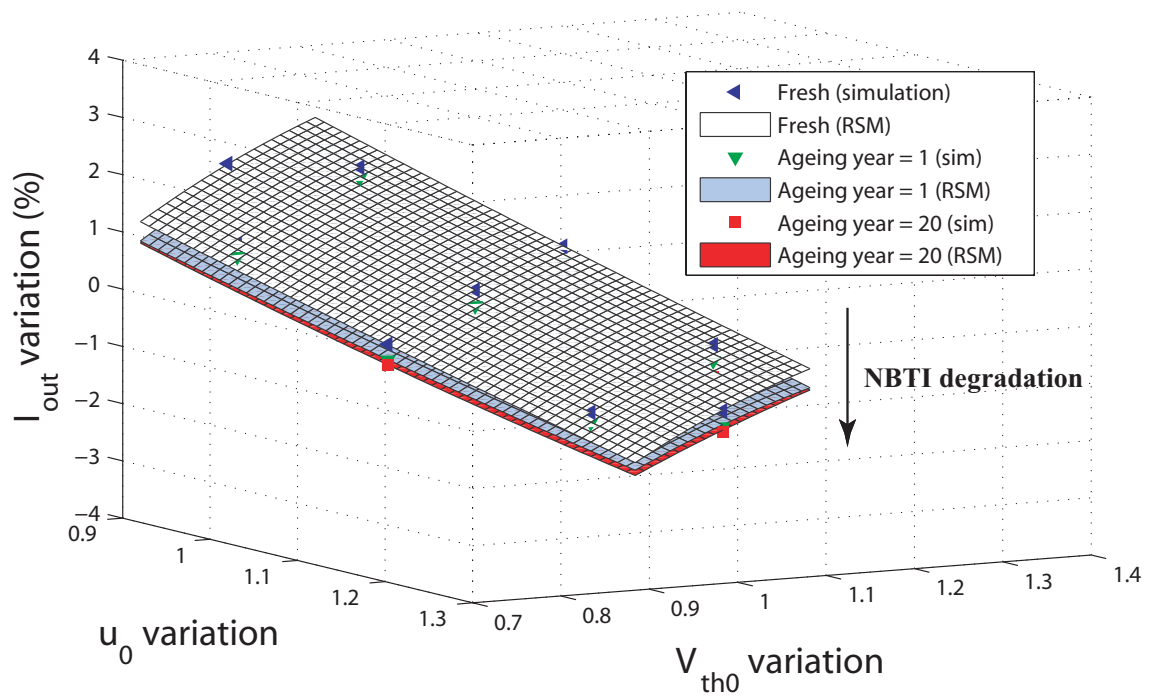 4
3
2
1
0
−1
−2
−3
−4
I_out variation (%)
0.9
1
1.1
1.2
1.3
u_0 variation
0.7
0.8
0.9
1
1.1
1.2
1.3
1.4
V_th0 variation
Fresh (simulation)
Fresh (RSM)
Ageing year = 1 (sim)
Ageing year = 1 (RSM)
Ageing year = 20 (sim)
Ageing year = 20 (RSM)
NBTI degradation